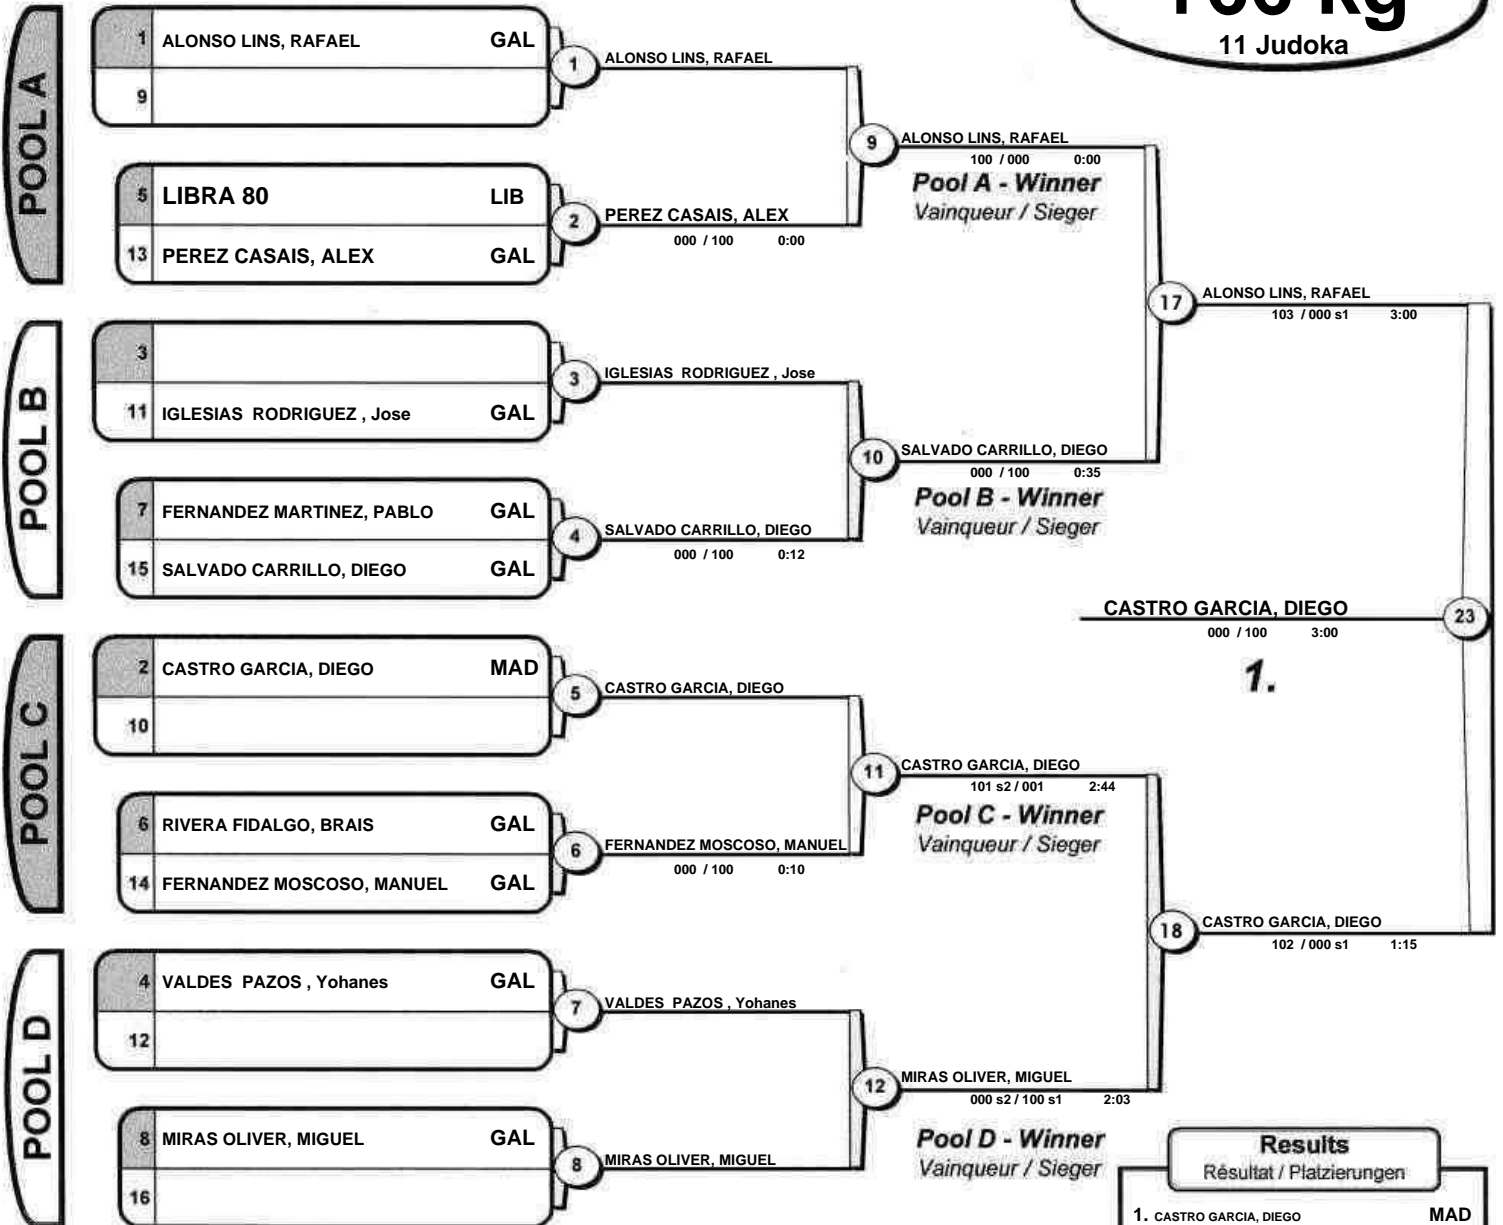 100 kg
11 Judoka
POOL A
1 ALONSO LINS, RAFAEL GAL
9
5 LIBRA 80 LIB
13 PEREZ CASAIS, ALEX GAL
POOL B
3
11 IGLESIAS RODRIGUEZ , Jose GAL
7 FERNANDEZ MARTINEZ, PABLO GAL
15 SALVADO CARRILLO, DIEGO GAL
POOL C
2 CASTRO GARCIA, DIEGO MAD
10
6 RIVERA FIDALGO, BRAIS GAL
14 FERNANDEZ MOSCOSO, MANUEL GAL
POOL D
4 VALDES PAZOS , Yohanes GAL
12
8 MIRAS OLIVER, MIGUEL GAL
16
1 ALONSO LINS, RAFAEL
2 PEREZ CASAIS, ALEX
000 / 100 0:00
3 IGLESIAS RODRIGUEZ , Jose
4 SALVADO CARRILLO, DIEGO
000 / 100 0:12
5 CASTRO GARCIA, DIEGO
6 FERNANDEZ MOSCOSO, MANUEL
000 / 100 0:10
7 VALDES PAZOS , Yohanes
8 MIRAS OLIVER, MIGUEL
9 ALONSO LINS, RAFAEL
100 / 000 0:00
Pool A - Winner
Vainqueur / Sieger
10 SALVADO CARRILLO, DIEGO
000 / 100 0:35
Pool B - Winner
Vainqueur / Sieger
11 CASTRO GARCIA, DIEGO
101 s2 / 001 2:44
Pool C - Winner
Vainqueur / Sieger
12 MIRAS OLIVER, MIGUEL
000 s2 / 100 s1 2:03
Pool D - Winner
Vainqueur / Sieger
17 ALONSO LINS, RAFAEL
103 / 000 s1 3:00
18 CASTRO GARCIA, DIEGO
102 / 000 s1 1:15
CASTRO GARCIA, DIEGO 23
000 / 100 3:00
1.
Results
Résultat / Platzierungen
1. CASTRO GARCIA, DIEGO MAD